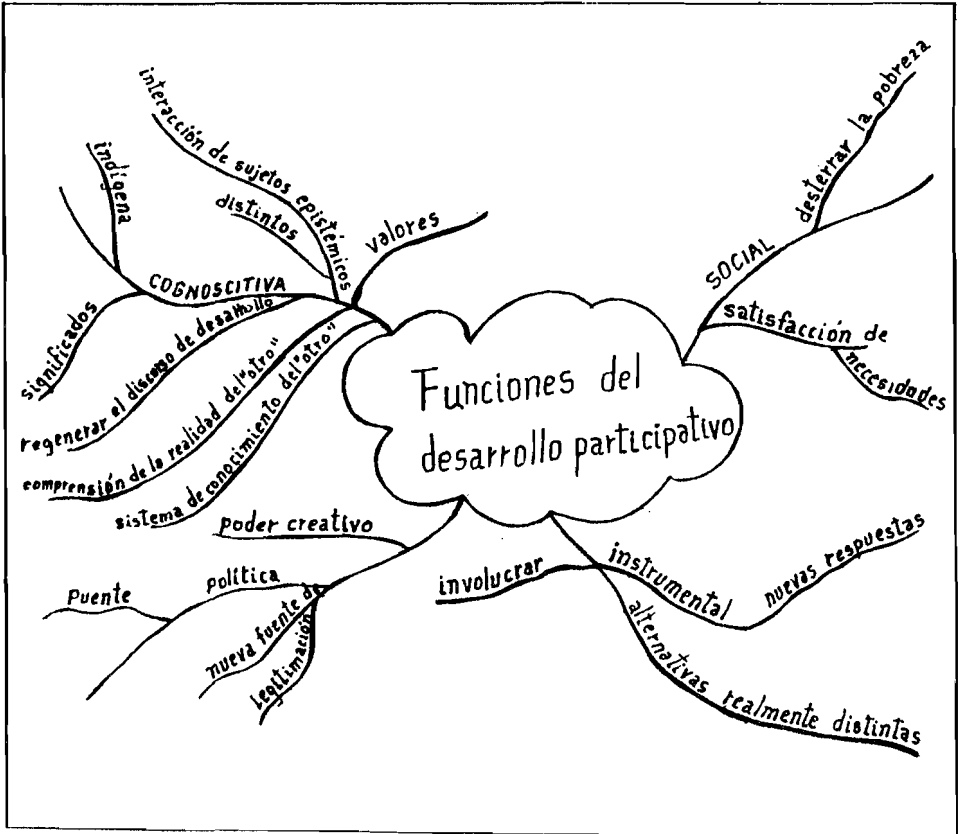 Funciones del
desarrollo participativo
SOCIAL
desterrar la pobreza
satisfacción de
necesidades
instrumental
nuevas respuestas
alternativas realmente distintas
involucrar
política
poder creativo
Puente
nueva fuente de
legitimación
COGNOSCITIVA
valores
interacción de sujetos epistémicos
distintos
indígena
significados
regenerar el discurso de desarrollo
comprensión de la realidad del "otro"
sistema de conocimiento del "otro"